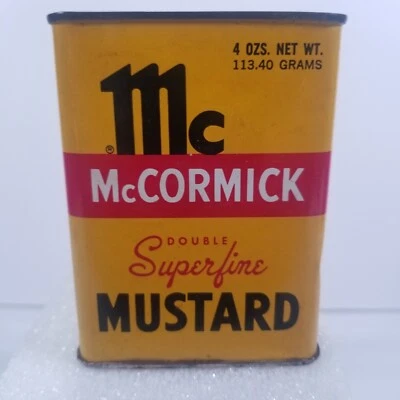 4 OZS. NET WT.
113.40 GRAMS
Mc
®
McCORMICK
DOUBLE
Superfine
MUSTARD